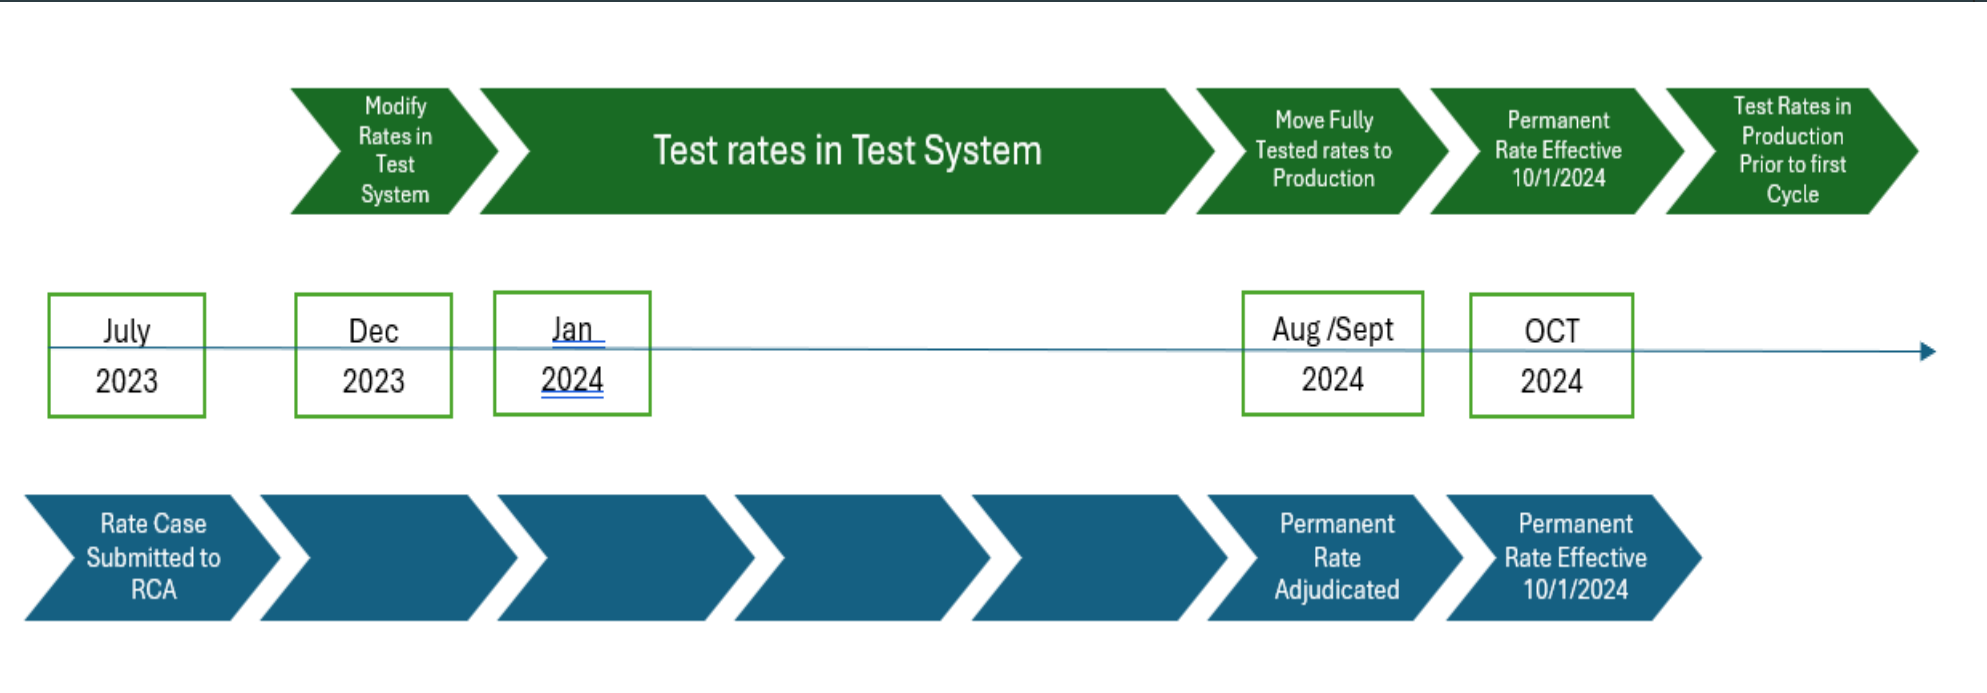 Modify
Rates in
Test
System
Test rates in Test System
Move Fully
Tested rates to
Production
Permanent
Rate Effective
10/1/2024
Test Rates in
Production
Prior to first
Cycle
July
2023
Dec
2023
Jan
2024
Aug /Sept
2024
OCT
2024
Rate Case
Submitted to
RCA
Permanent
Rate
Adjudicated
Permanent
Rate Effective
10/1/2024